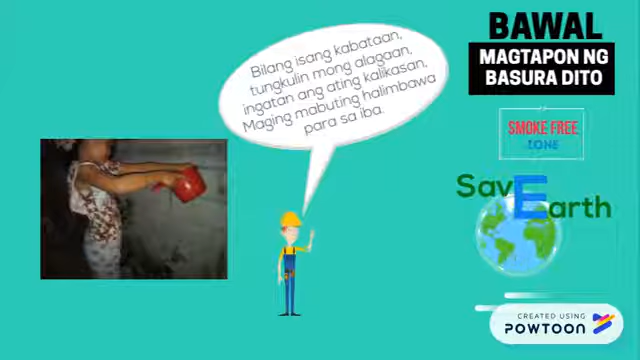 Bilang isang kabataan,
tungkulin mong alagaan,
ingatan ang ating kalikasan,
Maging mabuting halimbawa
para sa iba.
BAWAL
MAGTAPON NG
BASURA DITO
SMOKE FREE
ZONE
SavE
Earth
CREATED USING
POWTOON